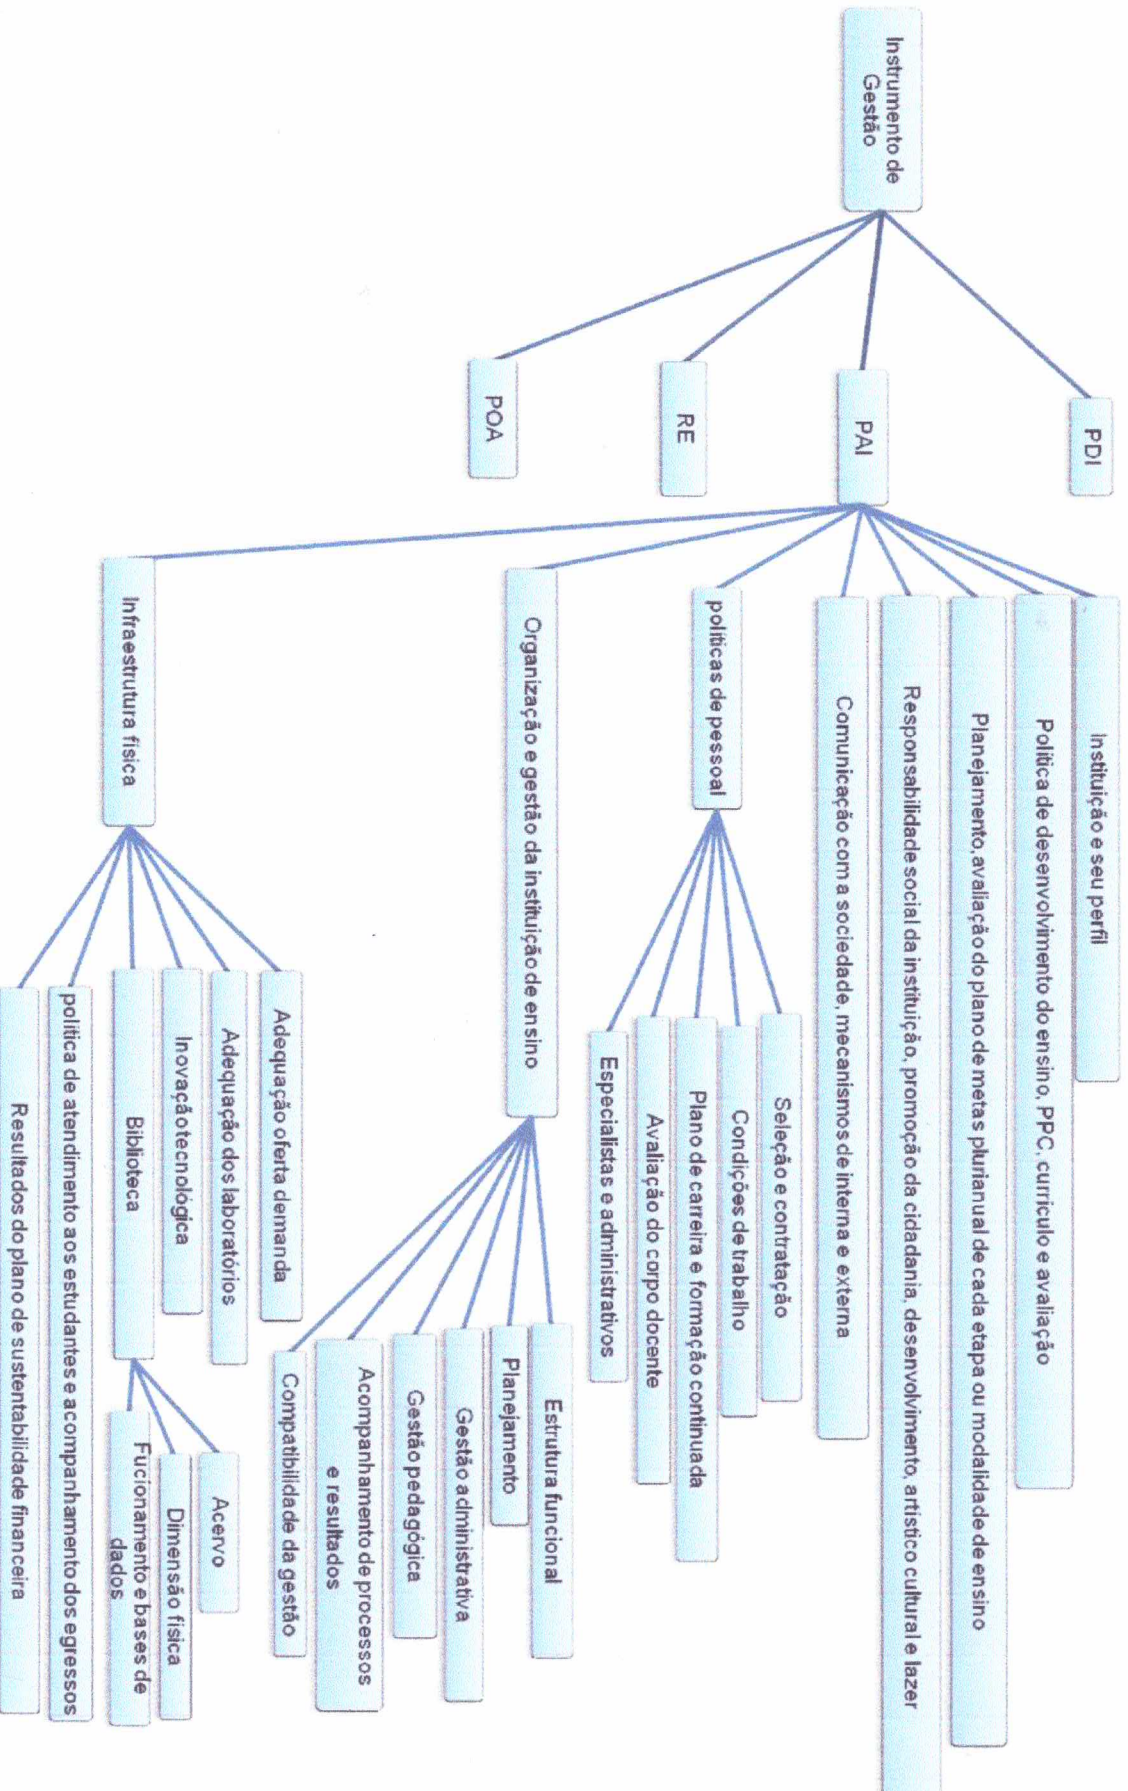 Instrumento de
Gestão
PDI
PAI
RE
POA
Instituição e seu perfil
Politica de desenvolvimento do ensino, PPC, curriculo e avaliação
Planejamento, avaliação do plano de metas plurianual de cada etapa ou modalidade de ensino
Responsabilidade social da instituição, promoção da cidadania, desenvolvimento, artistico cultural e lazer
Comunicação com a sociedade, mecanismos de interna e externa
politicas de pessoal
Seleção e contratação
Condições de trabalho
Plano de carreira e formação continuada
Avaliação do corpo docente
Especialistas e administrativos
Organização e gestão da instituição de ensino
Estrutura funcional
Planejamento
Gestão administrativa
Gestão pedagógica
Acompanhamento de processos
e resultados
Compatibilidade da gestão
Infraestrutura física
Adequação oferta demanda
Adequação dos laboratórios
Inovação tecnológica
Biblioteca
Acervo
Dimensão física
Fucionamento e bases de
dados
politica de atendimento aos estudantes e acompanhamento dos egressos
Resultados do plano de sustentabilidade financeira